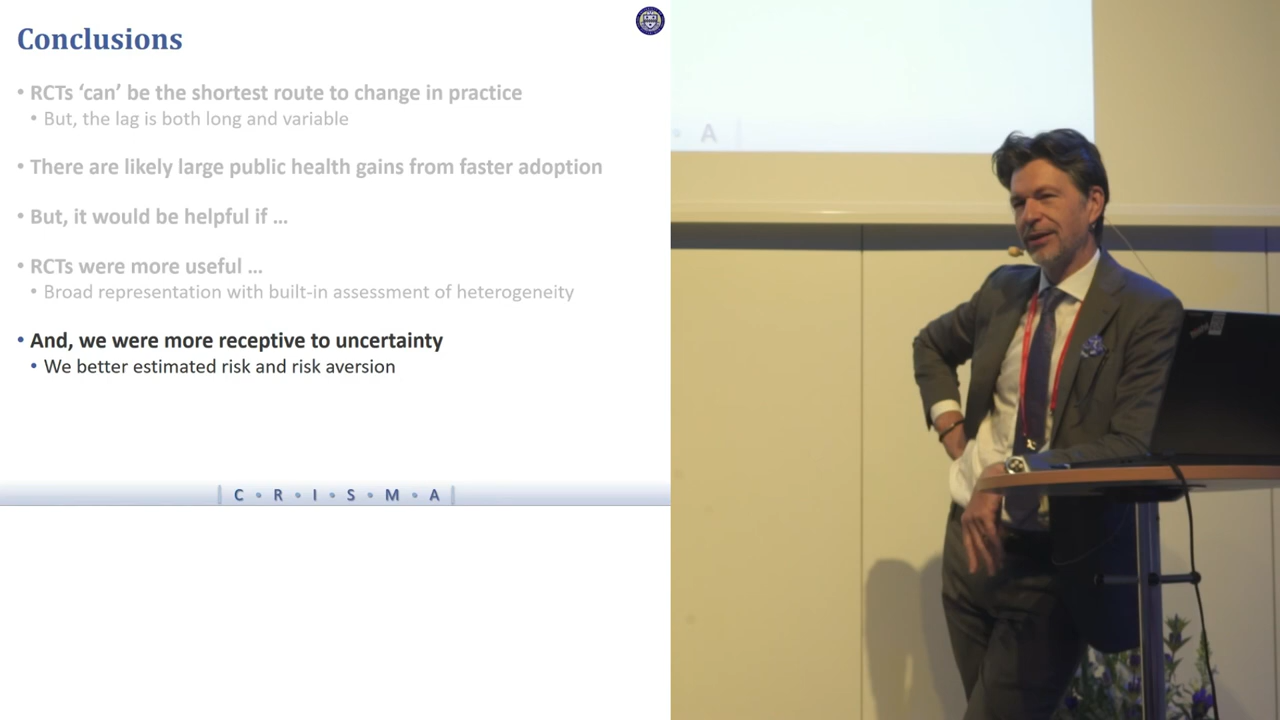 Conclusions
• RCTs ‘can’ be the shortest route to change in practice
• But, the lag is both long and variable
• There are likely large public health gains from faster adoption
• But, it would be helpful if ...
• RCTs were more useful ...
• Broad representation with built-in assessment of heterogeneity
• And, we were more receptive to uncertainty
• We better estimated risk and risk aversion
| C • R • I • S • M • A |
• A |